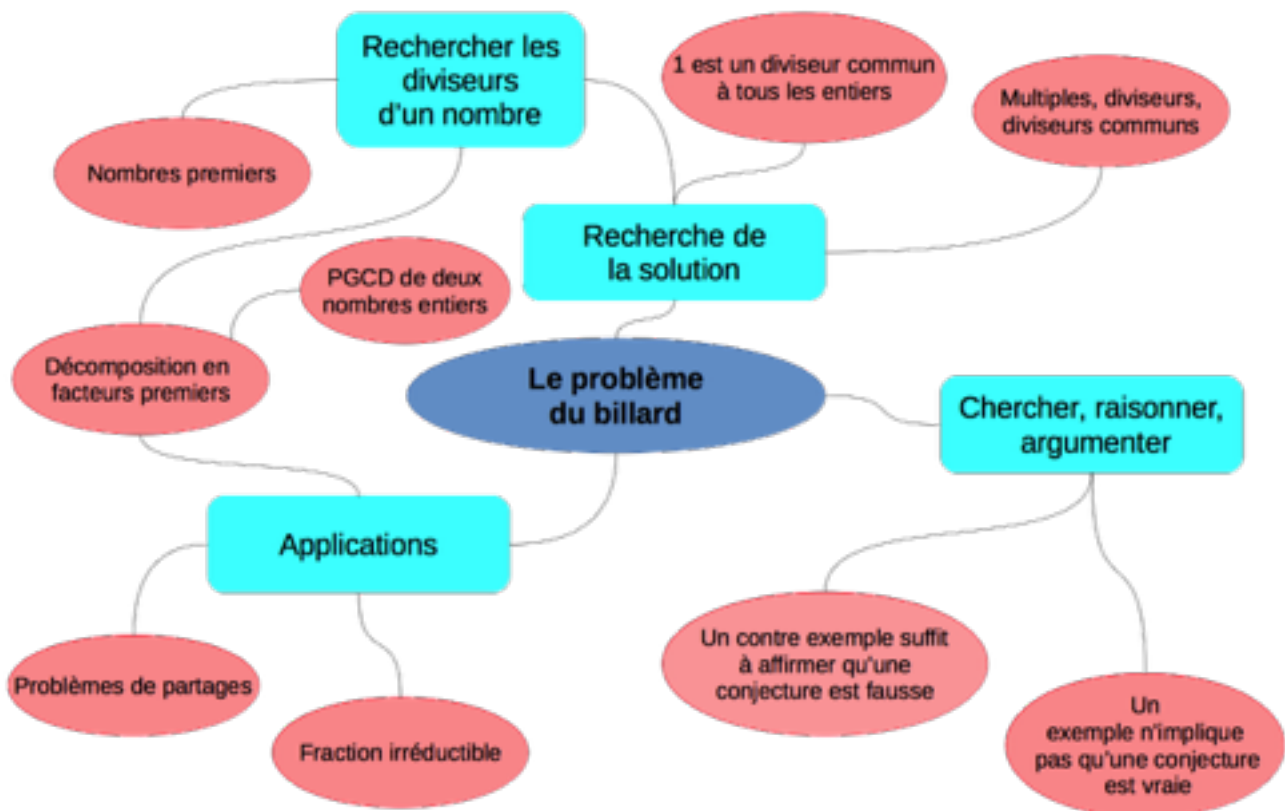 Rechercher les
diviseurs
d'un nombre
1 est un diviseur commun
à tous les entiers
Multiples, diviseurs,
diviseurs communs
Nombres premiers
Recherche de
la solution
PGCD de deux
nombres entiers
Décomposition en
facteurs premiers
Le problème
du billard
Chercher, raisonner,
argumenter
Applications
Un contre exemple suffit
à affirmer qu'une
conjecture est fausse
Problèmes de partages
Fraction irréductible
Un
exemple n'implique
pas qu'une conjecture
est vraie